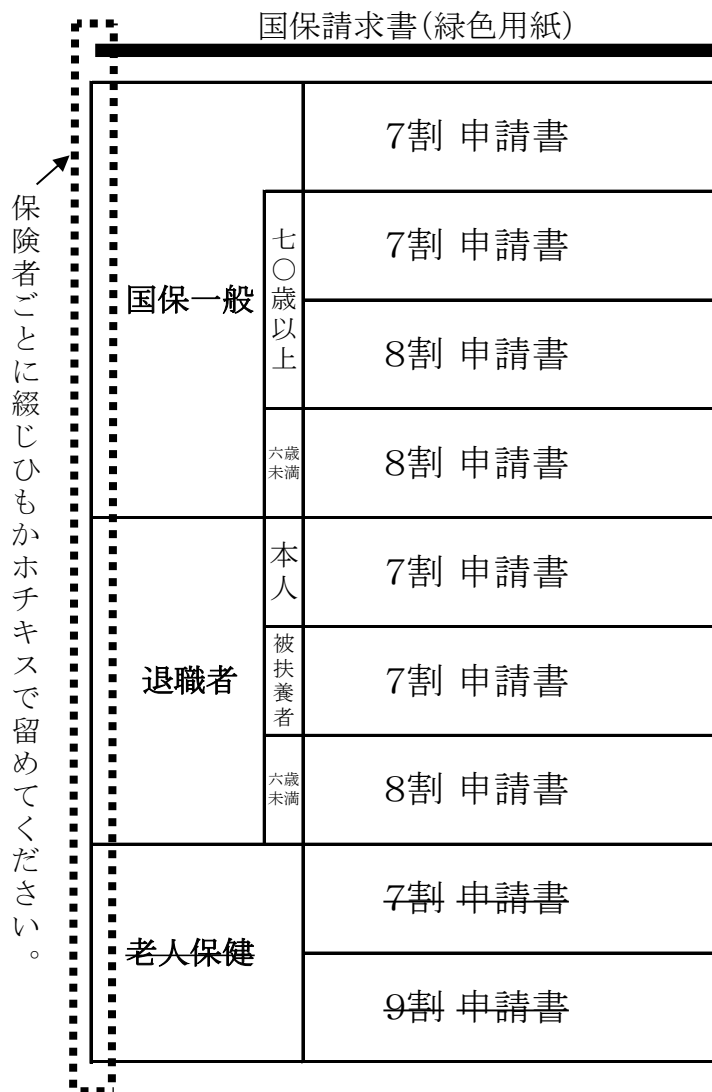 国保請求書(緑色用紙)
保険者ごとに綴じひもかホチキスで留めてください。
国保一般
7割 申請書
七〇歳以上
7割 申請書
8割 申請書
六歳
未満
8割 申請書
退職者
本人
7割 申請書
被扶養者
7割 申請書
六歳
未満
8割 申請書
老人保健
7割 申請書
9割 申請書